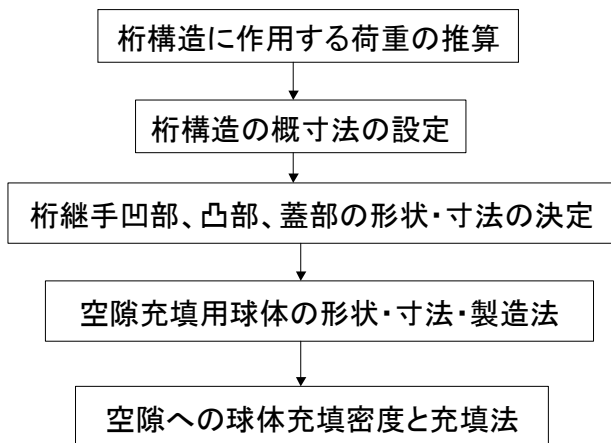 桁構造に作用する荷重の推算
桁構造の概寸法の設定
桁継手凹部、凸部、蓋部の形状・寸法の決定
空隙充填用球体の形状・寸法・製造法
空隙への球体充填密度と充填法